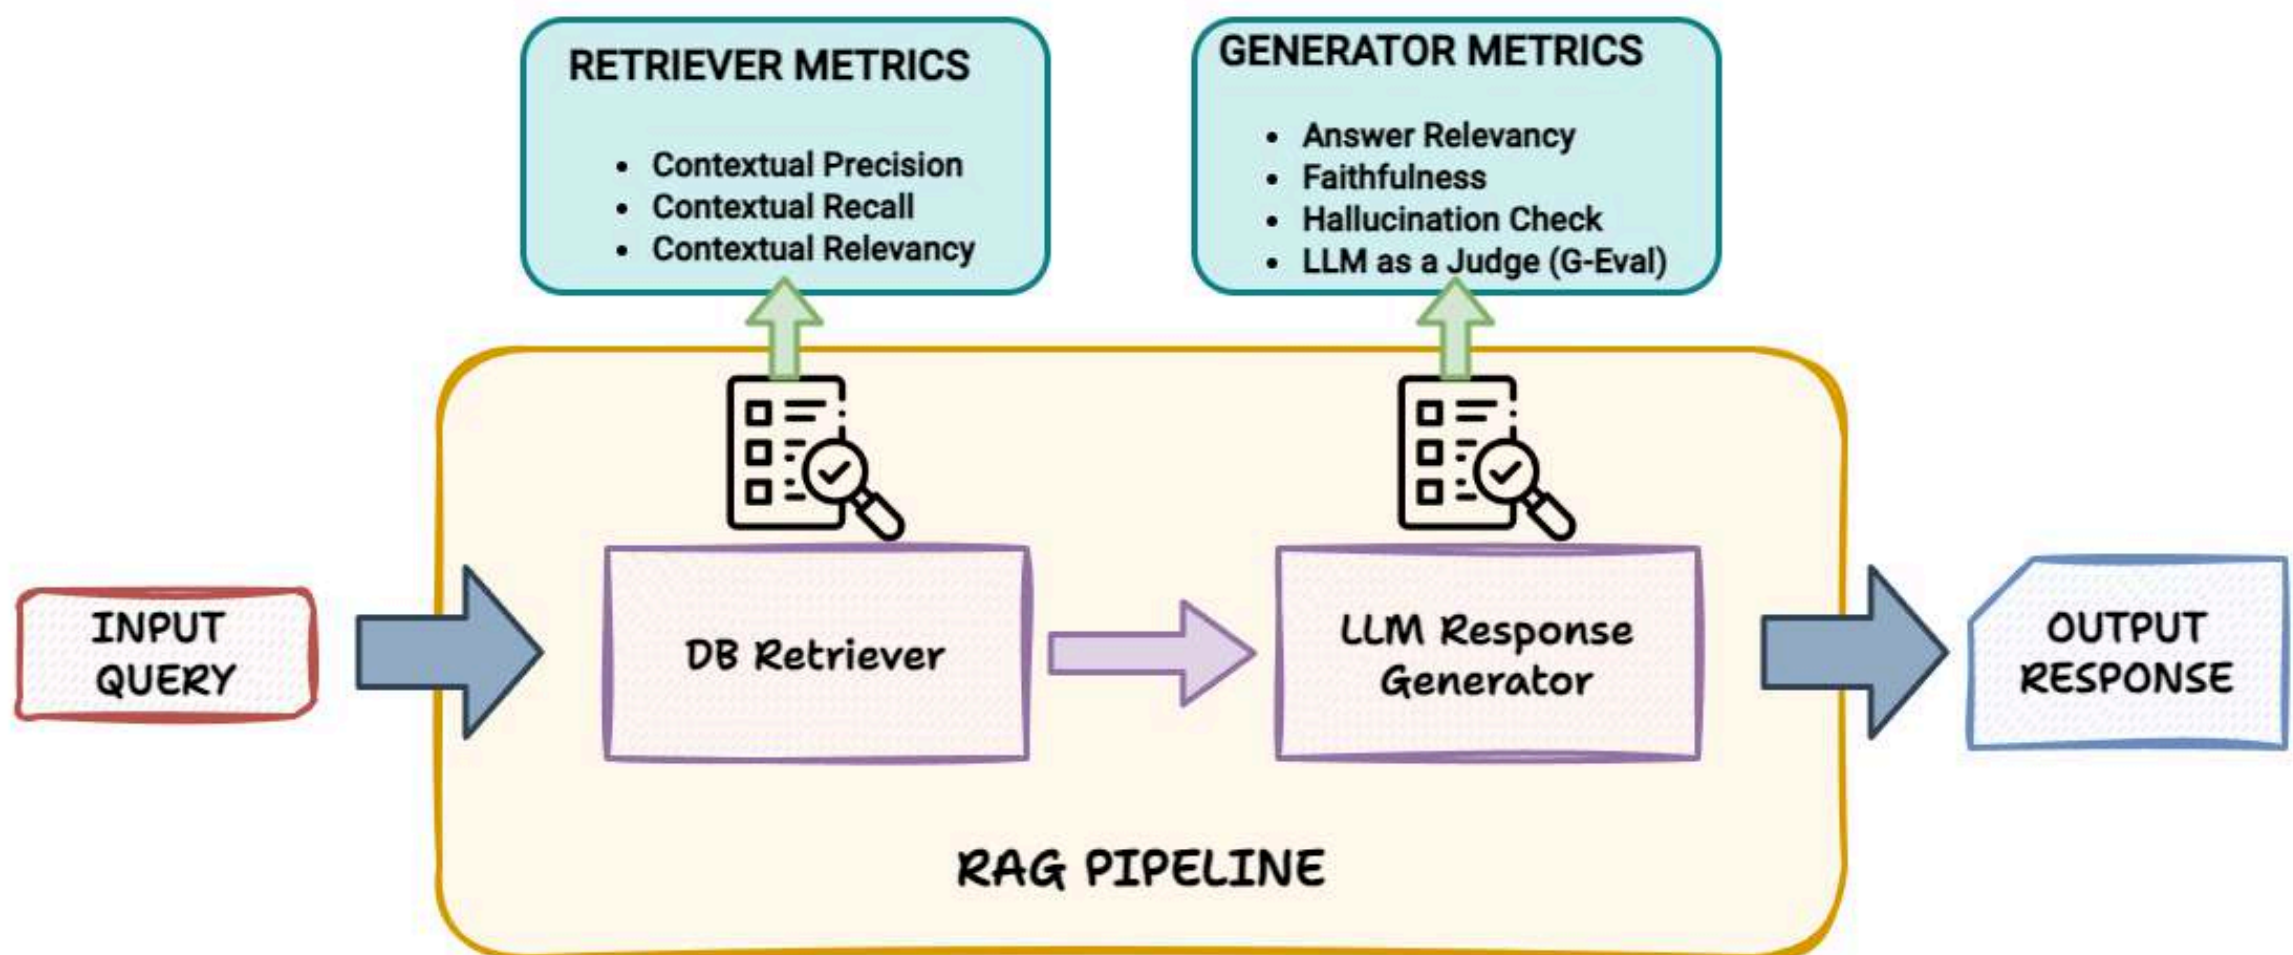 RETRIEVER METRICS
• Contextual Precision
• Contextual Recall
• Contextual Relevancy
GENERATOR METRICS
• Answer Relevancy
• Faithfulness
• Hallucination Check
• LLM as a Judge (G-Eval)
INPUT
QUERY
DB Retriever
LLM Response
Generator
OUTPUT
RESPONSE
RAG PIPELINE